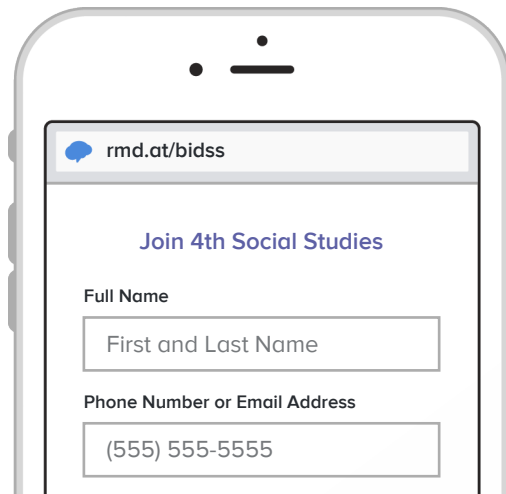 rmd.at/bidss
Join 4th Social Studies
Full Name
First and Last Name
Phone Number or Email Address
(555) 555-5555